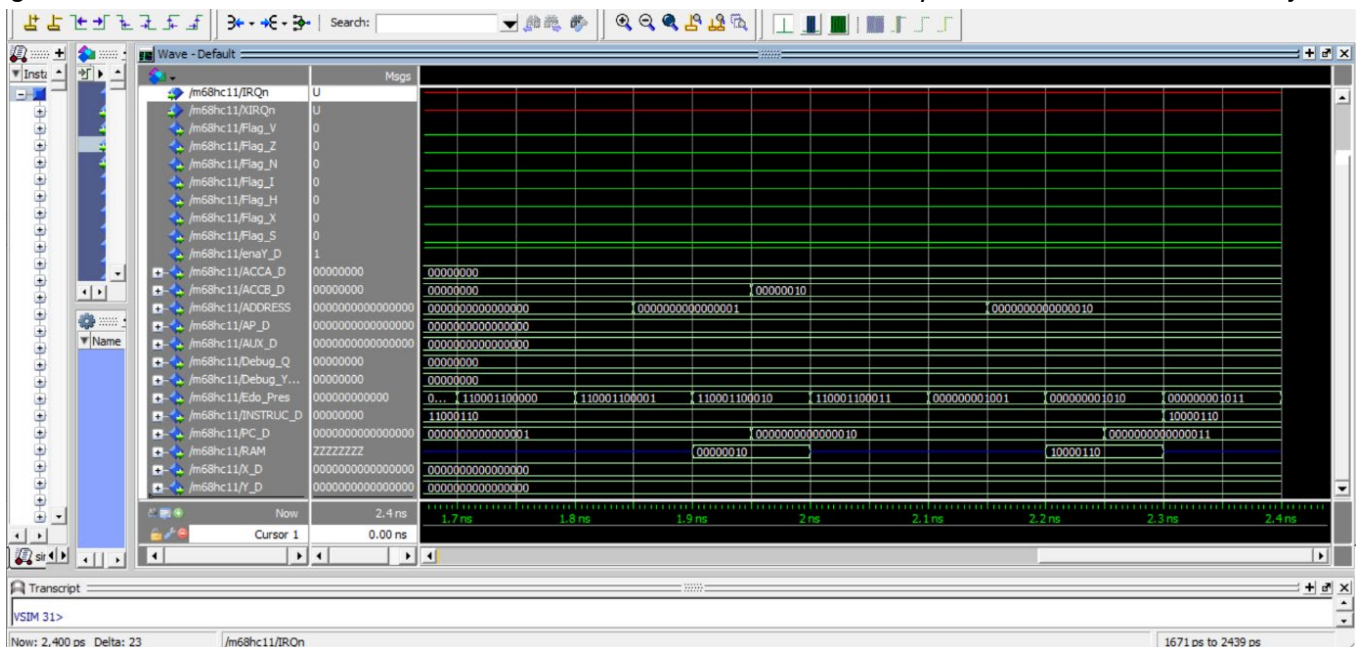 Search:
Wave - Default
Insta
Msgs
/m68hc11/IRQn U
/m68hc11/XIRQn U
/m68hc11/Flag_V 0
/m68hc11/Flag_Z 0
/m68hc11/Flag_N 0
/m68hc11/Flag_I 0
/m68hc11/Flag_H 0
/m68hc11/Flag_X 0
/m68hc11/Flag_S 0
/m68hc11/enaY_D 1
/m68hc11/ACCA_D 00000000 00000000
/m68hc11/ACCB_D 00000000 00000000 00000010
/m68hc11/ADDRESS 0000000000000000 0000000000000000 0000000000000001 0000000000000010
/m68hc11/AP_D 0000000000000000 0000000000000000
/m68hc11/AUX_D 0000000000000000 0000000000000000
/m68hc11/Debug_Q 00000000 00000000
Name
/m68hc11/Debug_Y... 00000000 00000000
/m68hc11/Edo_Pres 000000000000 0... 110001100000 110001100001 110001100010 110001100011 000000001001 000000001010 000000001011
/m68hc11/INSTRUC_D 00000000 11000110 10000110
/m68hc11/PC_D 0000000000000000 0000000000000001 0000000000000010 0000000000000011
/m68hc11/RAM ZZZZZZZZ 00000010 10000110
/m68hc11/X_D 0000000000000000 0000000000000000
/m68hc11/Y_D 0000000000000000 0000000000000000
Now 2.4 ns 1.7 ns 1.8 ns 1.9 ns 2 ns 2.1 ns 2.2 ns 2.3 ns 2.4 ns
Cursor 1 0.00 ns
sim
Transcript
VSIM 31>
Now: 2,400 ps Delta: 23 /m68hc11/IRQn 1671 ps to 2439 ps